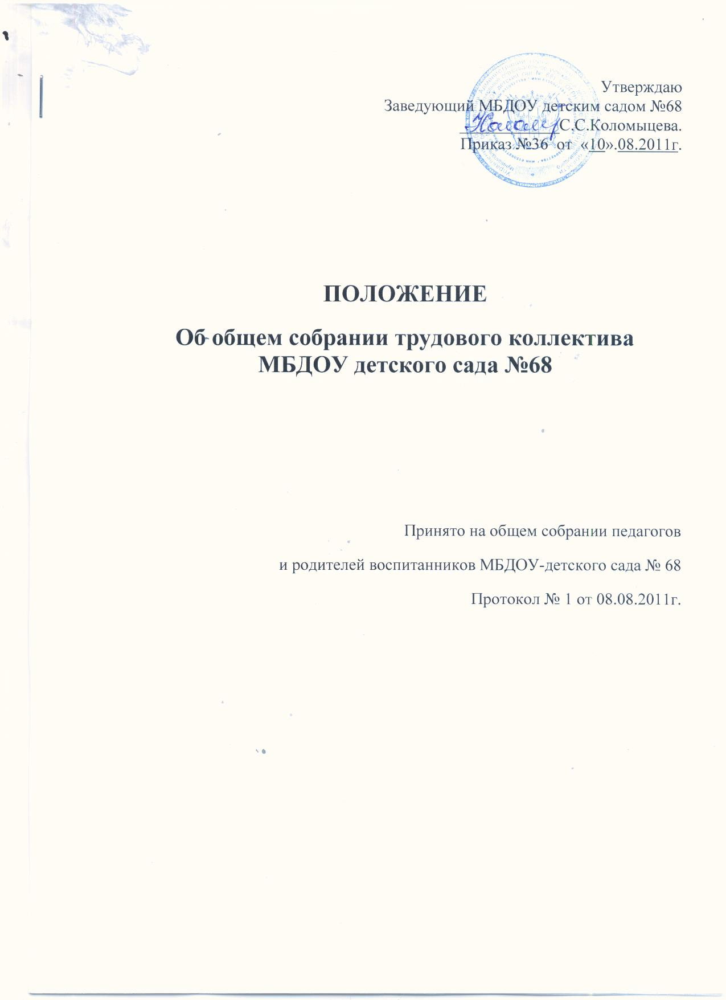 Утверждаю
Заведующий МБДОУ детским садом №68
С.С.Коломыцева.
Приказ №36 от «10».08.2011г.
ПОЛОЖЕНИЕ
Об общем собрании трудового коллектива
МБДОУ детского сада №68
Принято на общем собрании педагогов
и родителей воспитанников МБДОУ-детского сада № 68
Протокол № 1 от 08.08.2011г.